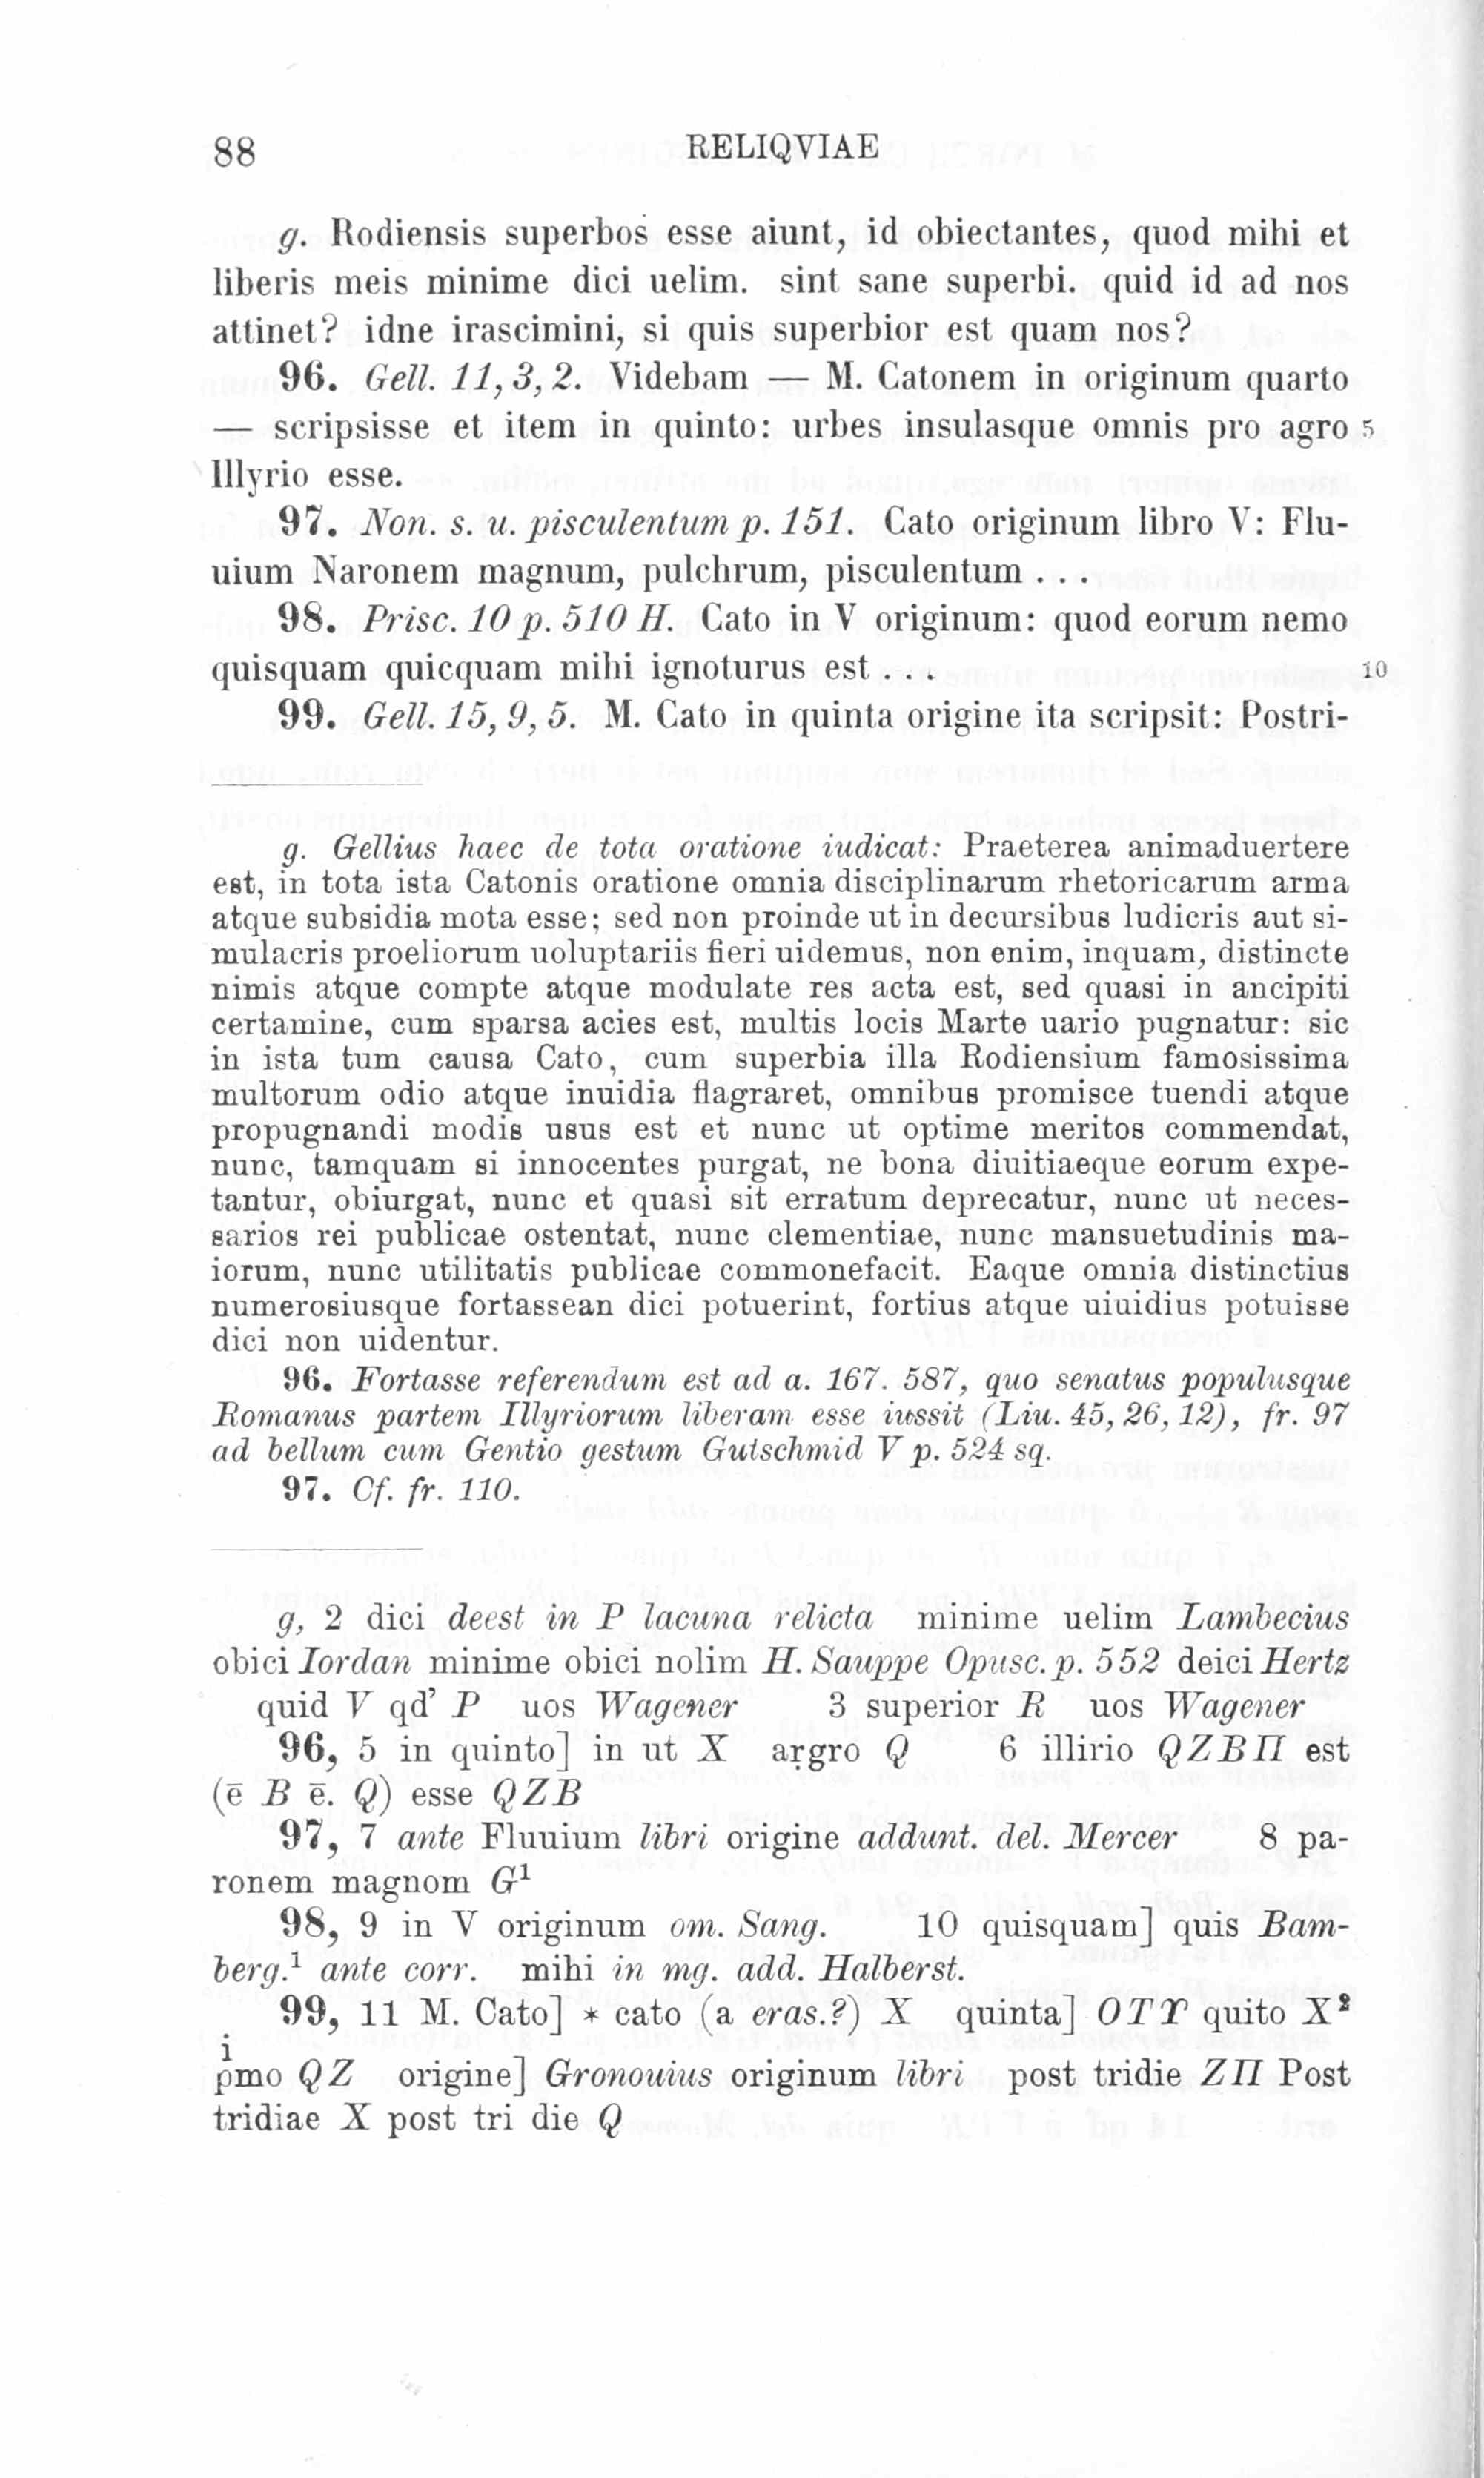 88 RELIQVIAE
g. Rodiensis superbos esse aiunt, id obiectantes, quod mihi et
liberis meis minime dici uelim. sint sane superbi. quid id ad nos
attinet? idne irascimini, si quis superbior est quam nos?
96. Gell. 11, 3, 2. Videbam — M. Catonem in originum quarto
— scripsisse et item in quinto: urbes insulasque omnis pro agro 5
Illyrio esse.
97. Non. s. u. pisculentum p. 151. Cato originum libro V: Flu-
uium Naronem magnum, pulchrum, pisculentum . . .
98. Prisc. 10 p. 510 H. Cato in V originum: quod eorum nemo
quisquam quicquam mihi ignoturus est . . . 10
99. Gell. 15, 9, 5. M. Cato in quinta origine ita scripsit: Postri-
g. Gellius haec de tota oratione iudicat: Praeterea animaduertere
est, in tota ista Catonis oratione omnia disciplinarum rhetoricarum arma
atque subsidia mota esse; sed non proinde ut in decursibus ludicris aut si-
mulacris proeliorum uoluptariis fieri uidemus, non enim, inquam, distincte
nimis atque compte atque modulate res acta est, sed quasi in ancipiti
certamine, cum sparsa acies est, multis locis Marte uario pugnatur: sic
in ista tum causa Cato, cum superbia illa Rodiensium famosissima
multorum odio atque inuidia flagraret, omnibus promisce tuendi atque
propugnandi modis usus est et nunc ut optime meritos commendat,
nunc, tamquam si innocentes purgat, ne bona diuitiaeque eorum expe-
tantur, obiurgat, nunc et quasi sit erratum deprecatur, nunc ut neces-
sarios rei publicae ostentat, nunc clementiae, nunc mansuetudinis ma-
iorum, nunc utilitatis publicae commonefacit. Eaque omnia distinctius
numerosiusque fortassean dici potuerint, fortius atque uiuidius potuisse
dici non uidentur.
96. Fortasse referendum est ad a. 167. 587, quo senatus populusque
Romanus partem Illyriorum liberam esse iussit (Liu. 45, 26, 12), fr. 97
ad bellum cum Gentio gestum Gutschmid V p. 524 sq.
97. Cf. fr. 110.
g, 2 dici deest in P lacuna relicta minime uelim Lambecius
obici Iordan minime obici nolim H. Sauppe Opusc. p. 552 deici Hertz
quid V qd’ P uos Wagener 3 superior R uos Wagener
96, 5 in quinto] in ut X aṛgro Q 6 illirio QZBΠ est
(ē B ē. Q) esse QZB
97, 7 ante Fluuium libri origine addunt. del. Mercer 8 pa-
ronem magnom G¹
98, 9 in V originum om. Sang. 10 quisquam] quis Bam-
berg.¹ ante corr. mihi in mg. add. Halberst.
99, 11 M. Cato] * cato (a eras.?) X quinta] OTϒ quito X²
i
pmo QZ origine] Gronouius originum libri post tridie ZΠ Post
tridiae X post tri die Q